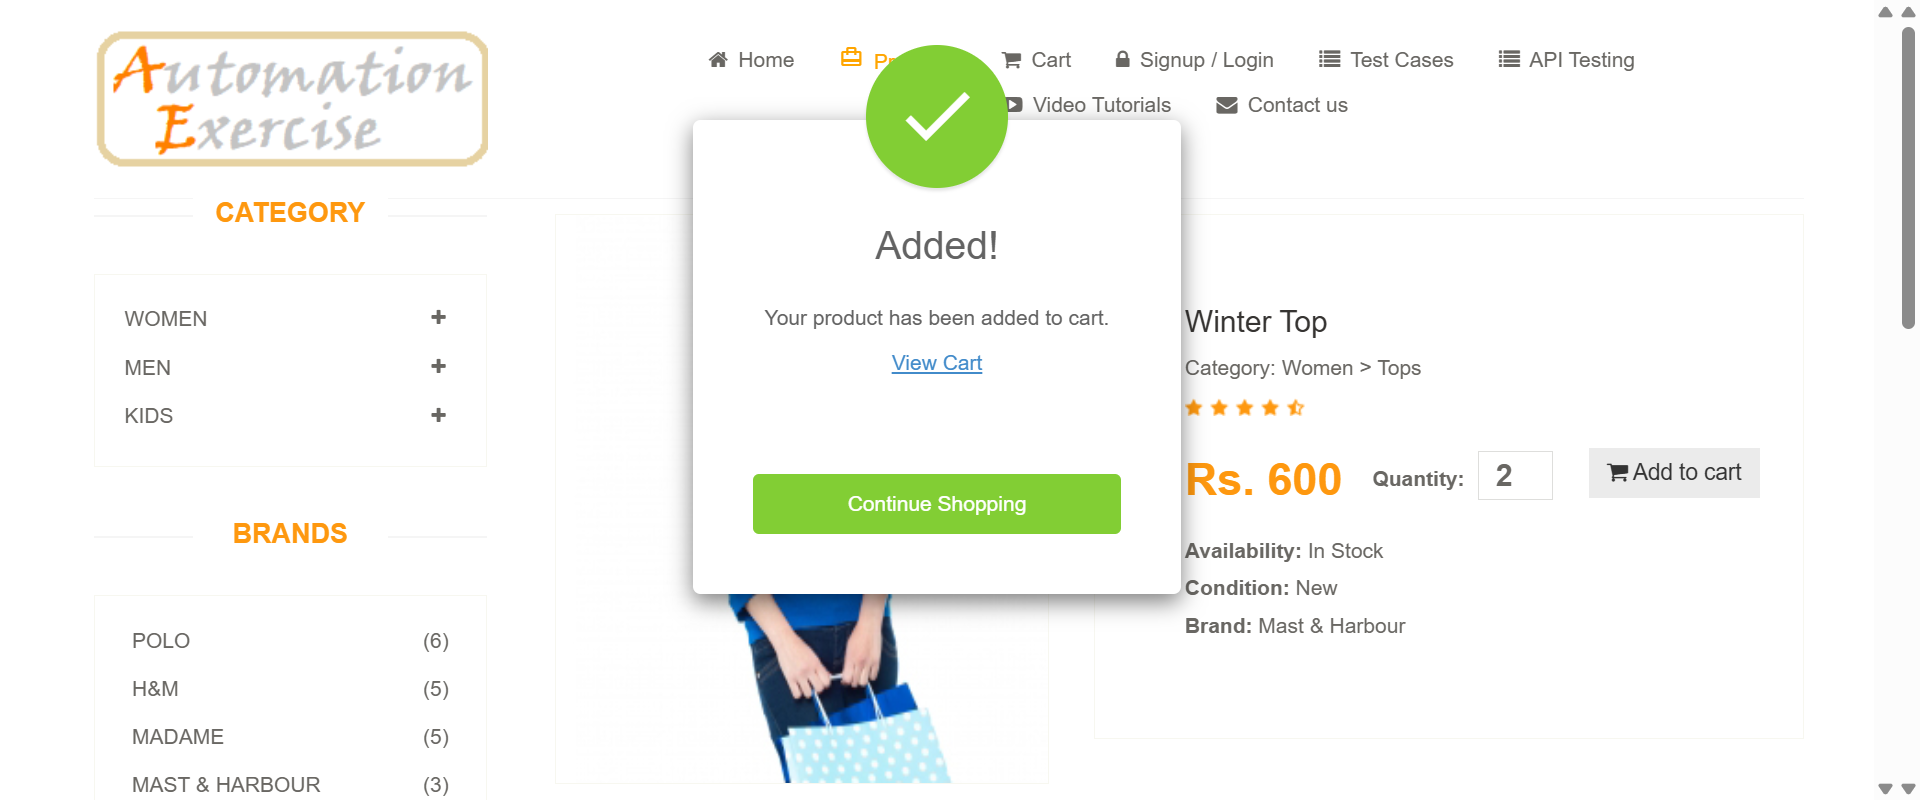 Automation
Exercise
Home
Cart
Signup / Login
Test Cases
API Testing
Video Tutorials
Contact us
CATEGORY
WOMEN
MEN
KIDS
BRANDS
POLO (6)
H&M (5)
MADAME (5)
MAST & HARBOUR (3)
Added!
Your product has been added to cart.
View Cart
Continue Shopping
Winter Top
Category: Women > Tops
Rs. 600 Quantity: 2 Add to cart
Availability: In Stock
Condition: New
Brand: Mast & Harbour